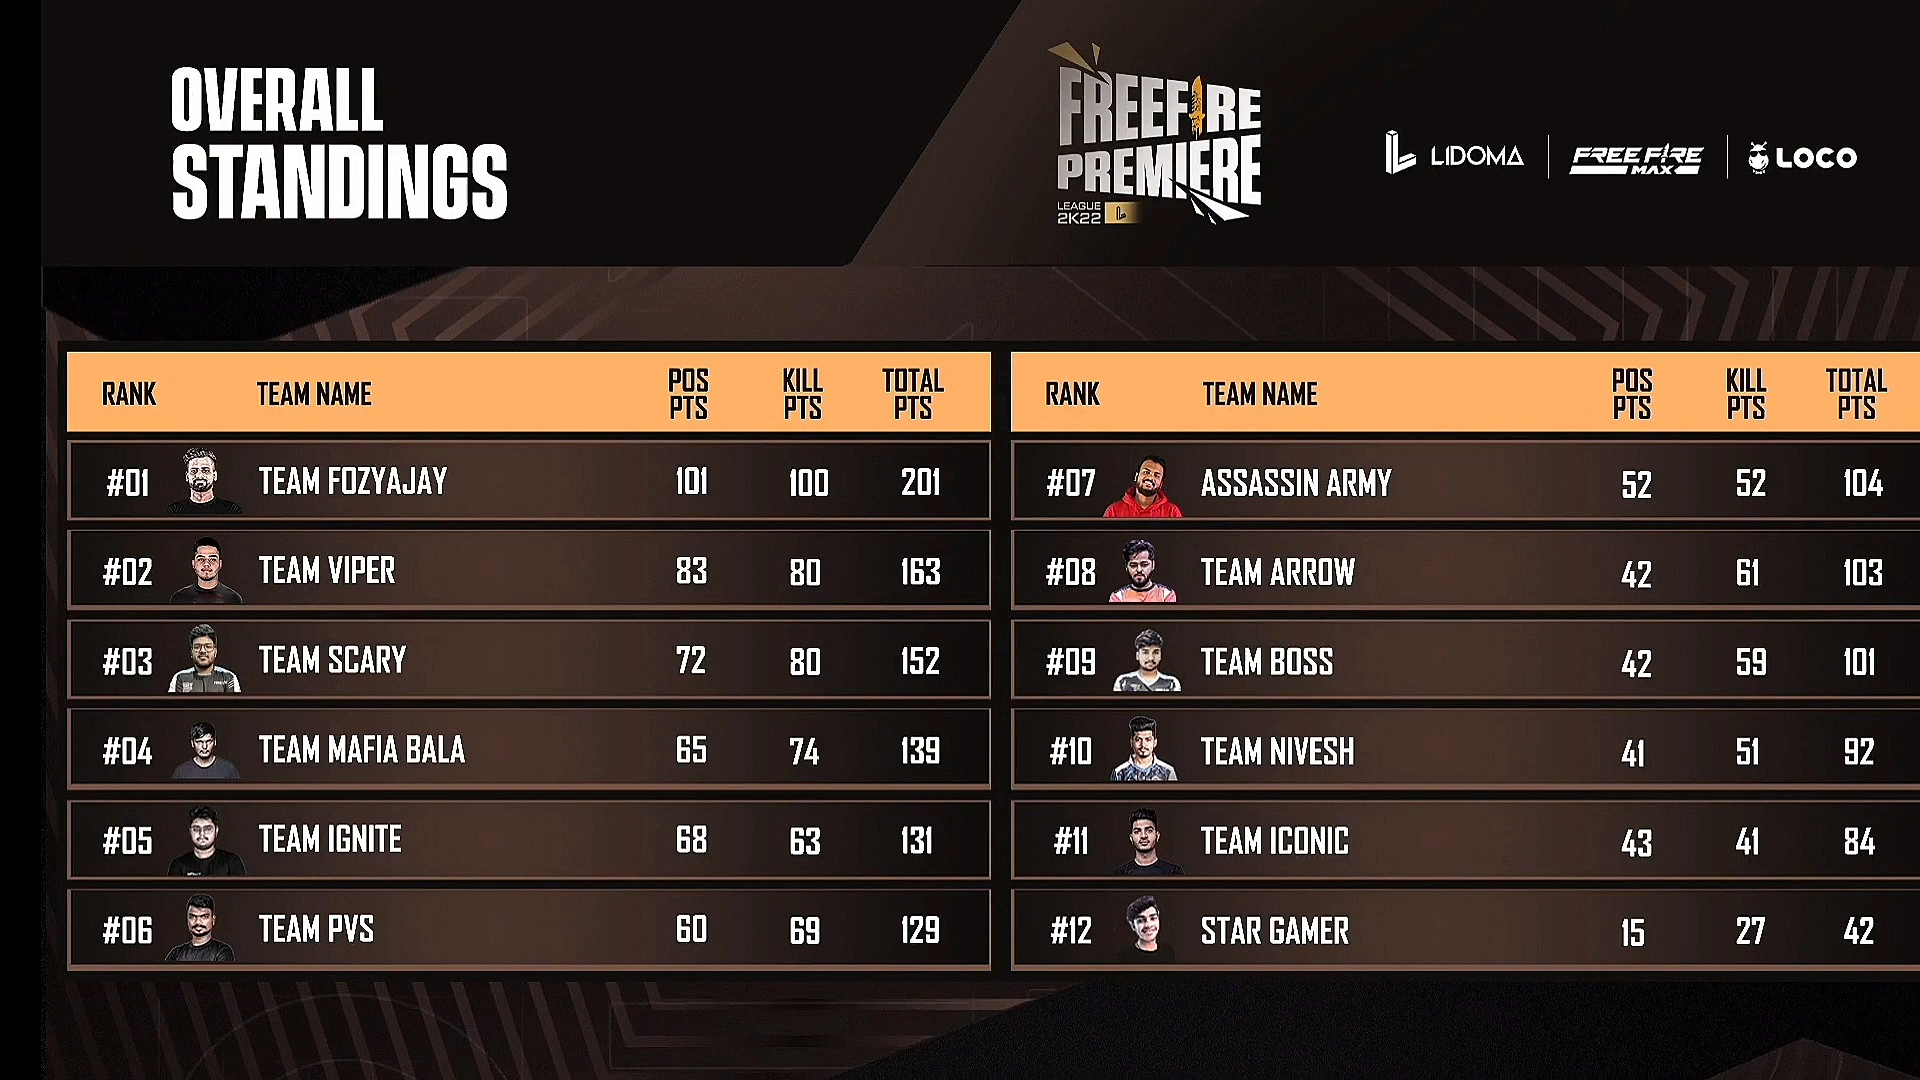 OVERALL
STANDINGS
FREEFIRE
PREMIERE
LEAGUE
2K22
LIDOMA
FREE FIRE
MAX
LOCO
RANK TEAM NAME POS PTS KILL PTS TOTAL PTS
#01 TEAM FOZYAJAY 101 100 201
#02 TEAM VIPER 83 80 163
#03 TEAM SCARY 72 80 152
#04 TEAM MAFIA BALA 65 74 139
#05 TEAM IGNITE 68 63 131
#06 TEAM PVS 60 69 129
RANK TEAM NAME POS PTS KILL PTS TOTAL PTS
#07 ASSASSIN ARMY 52 52 104
#08 TEAM ARROW 42 61 103
#09 TEAM BOSS 42 59 101
#10 TEAM NIVESH 41 51 92
#11 TEAM ICONIC 43 41 84
#12 STAR GAMER 15 27 42